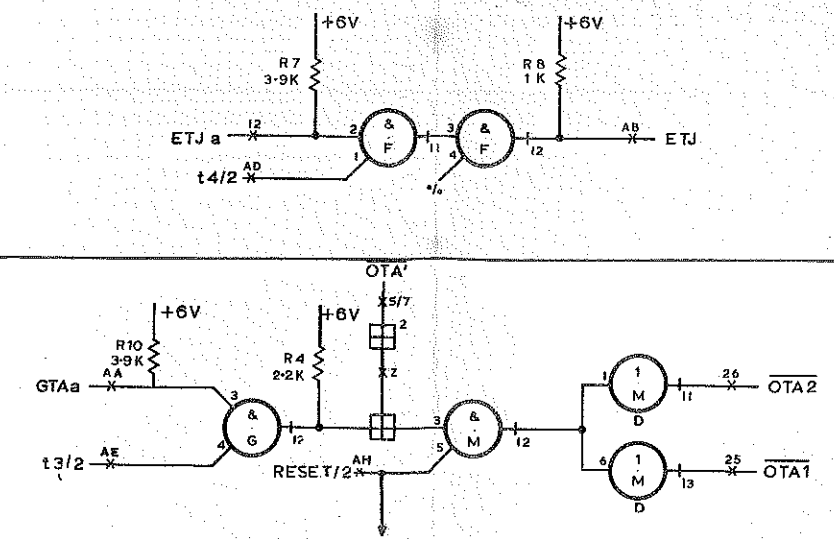 +6V
+6V
R7
3·9K
R8
1K
ETJ a
12
2
&
F
11
3
&
F
12
AB
ETJ
1
4
t4/2
AD
OTA'
S/7
+6V
+6V
2
R10
3·9K
R4
2·2K
Z
AA
GTAa
3
&
G
12
3
&
M
12
1
1
M
D
11
26
OTA2
4
5
t3/2
AE
RESET/2
AH
6
1
M
D
13
25
OTA1